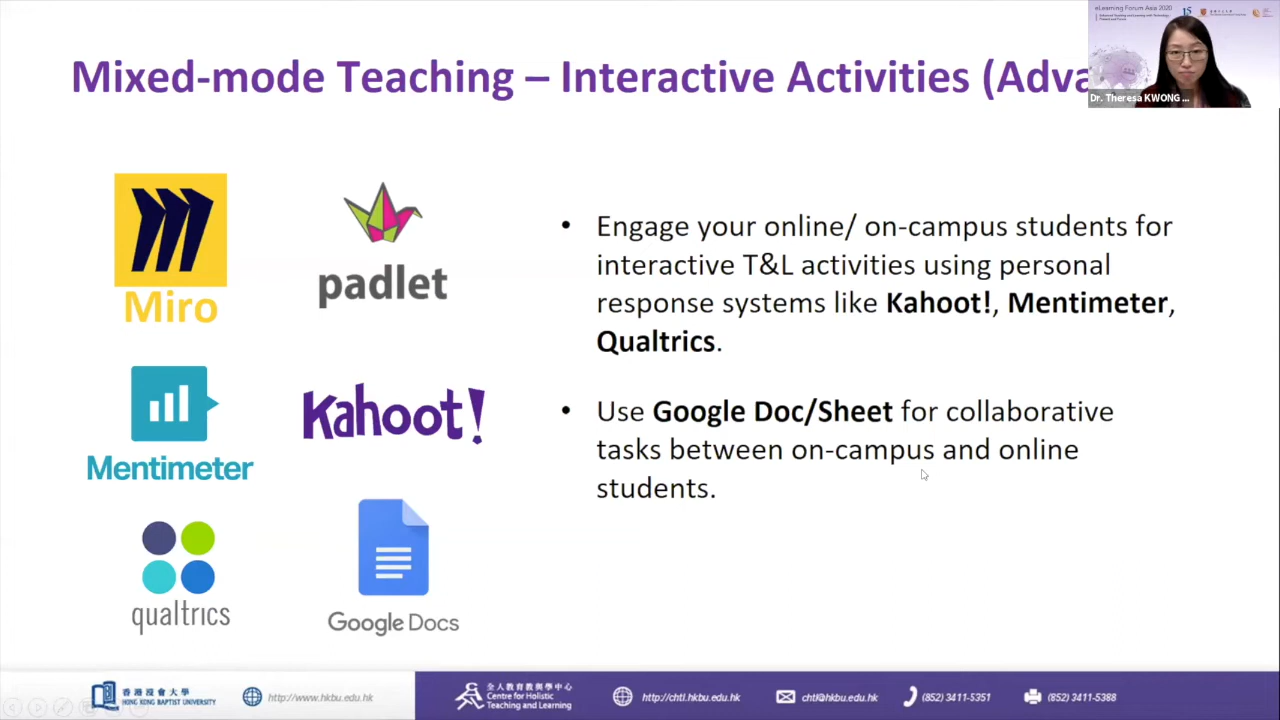 eLearning Forum Asia 2020
Mixed-mode Teaching – Interactive Activities (Adva
Dr. Theresa KWONG ...
Miro
padlet
Mentimeter
Kahoot!
qualtrics
Google Docs
• Engage your online/ on-campus students for
interactive T&L activities using personal
response systems like Kahoot!, Mentimeter,
Qualtrics.
• Use Google Doc/Sheet for collaborative
tasks between on-campus and online
students.
香港浸會大學
HONG KONG BAPTIST UNIVERSITY
http://www.hkbu.edu.hk
全人教育教與學中心
Centre for Holistic
Teaching and Learning
http://chtl.hkbu.edu.hk
chtl@hkbu.edu.hk
(852) 3411-5351
(852) 3411-5388